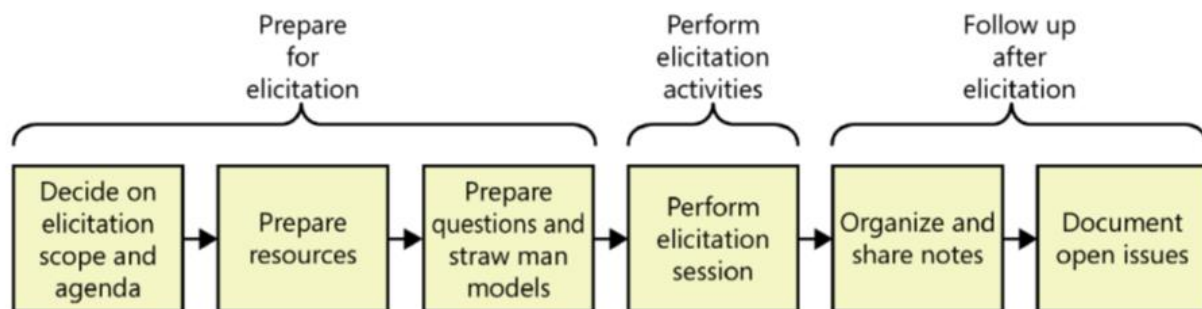 Prepare
for
elicitation
Perform
elicitation
activities
Follow up
after
elicitation
Decide on
elicitation
scope and
agenda
Prepare
resources
Prepare
questions and
straw man
models
Perform
elicitation
session
Organize and
share notes
Document
open issues